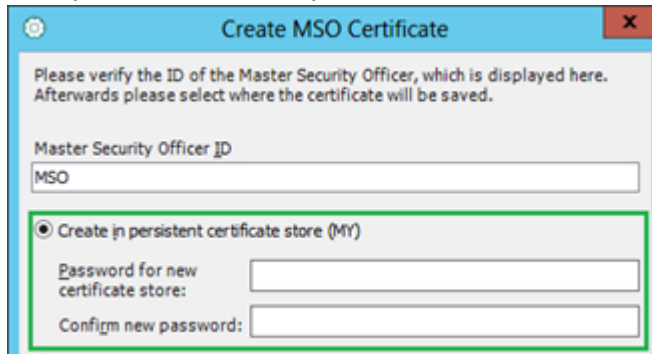 Create MSO Certificate
x
Please verify the ID of the Master Security Officer, which is displayed here.
Afterwards please select where the certificate will be saved.
Master Security Officer ID
MSO
Create in persistent certificate store (MY)
Password for new
certificate store:
Confirm new password: